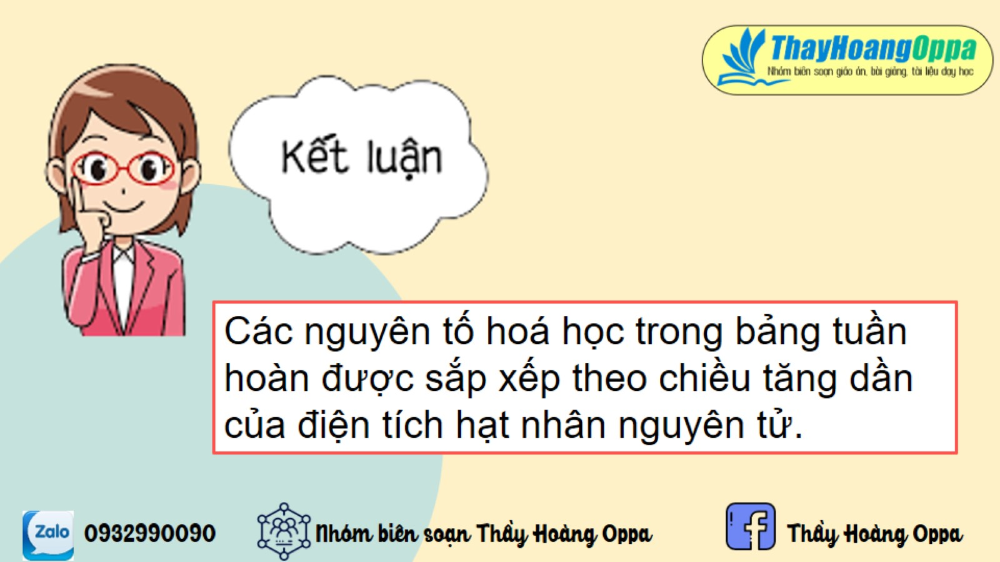 ThayHoangOppa
Nhóm biên soạn giáo án, bài giảng, tài liệu dạy học
Kết luận
Các nguyên tố hoá học trong bảng tuần
hoàn được sắp xếp theo chiều tăng dần
của điện tích hạt nhân nguyên tử.
Zalo 0932990090 Nhóm biên soạn Thầy Hoàng Oppa Thầy Hoàng Oppa